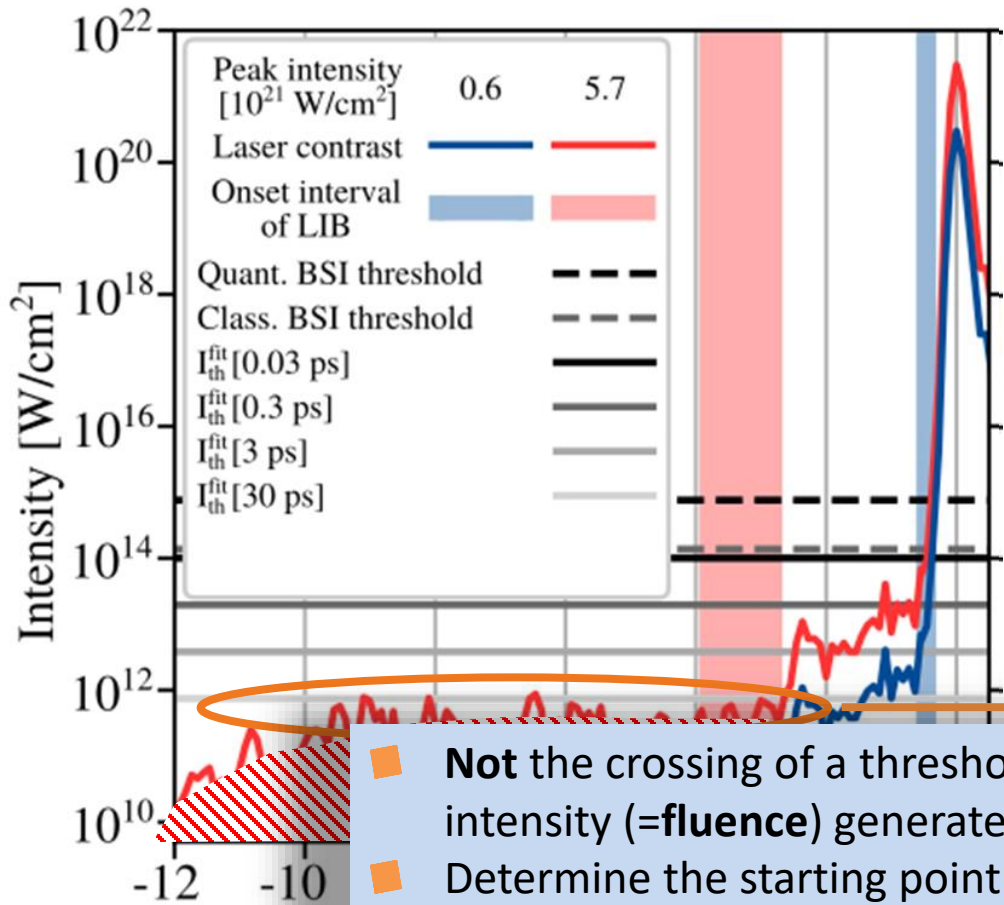 10^22
10^20
10^18
10^16
10^14
10^12
10^10
Intensity [W/cm^2]
Peak intensity
[10^21 W/cm^2]
0.6
5.7
Laser contrast
Onset interval
of LIB
Quant. BSI threshold
Class. BSI threshold
I_th^fit [0.03 ps]
I_th^fit [0.3 ps]
I_th^fit [3 ps]
I_th^fit [30 ps]
Not the crossing of a
intensity (=fluence)
Determine the starting point
-12 -10